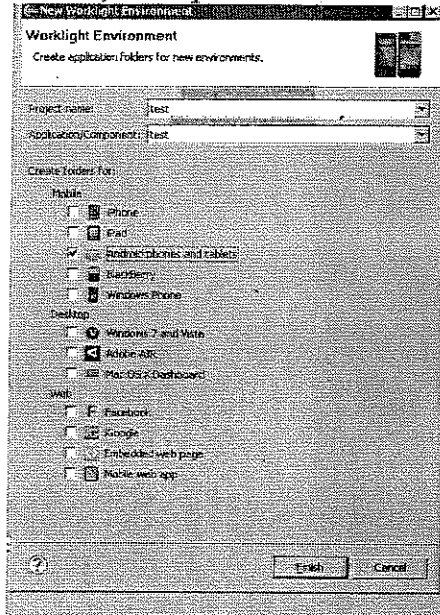 New Worklight Environment
Worklight Environment
Create application folders for new environments.
Project name: test
Application/Component: test
Create folders for:
Mobile
iPhone
iPad
Android phones and tablets
BlackBerry
Windows Phone
Desktop
Windows 7 and Vista
Adobe AIR
Mac OS X Dashboard
Web
Facebook
iGoogle
Embedded web page
Mobile web app
Finish
Cancel